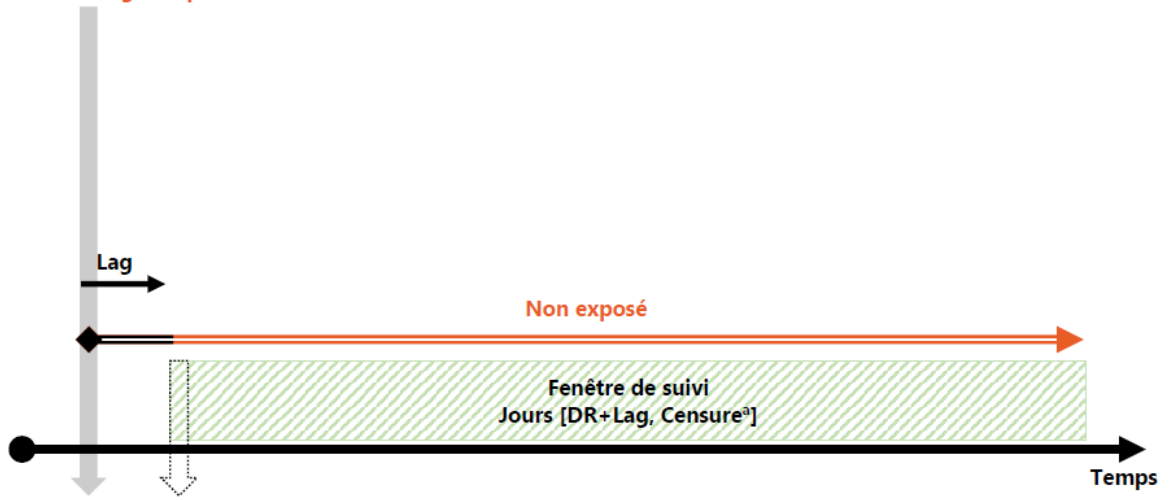 Lag
Non exposé
Fenêtre de suivi
Jours [DR+Lag, Censureª]
Temps